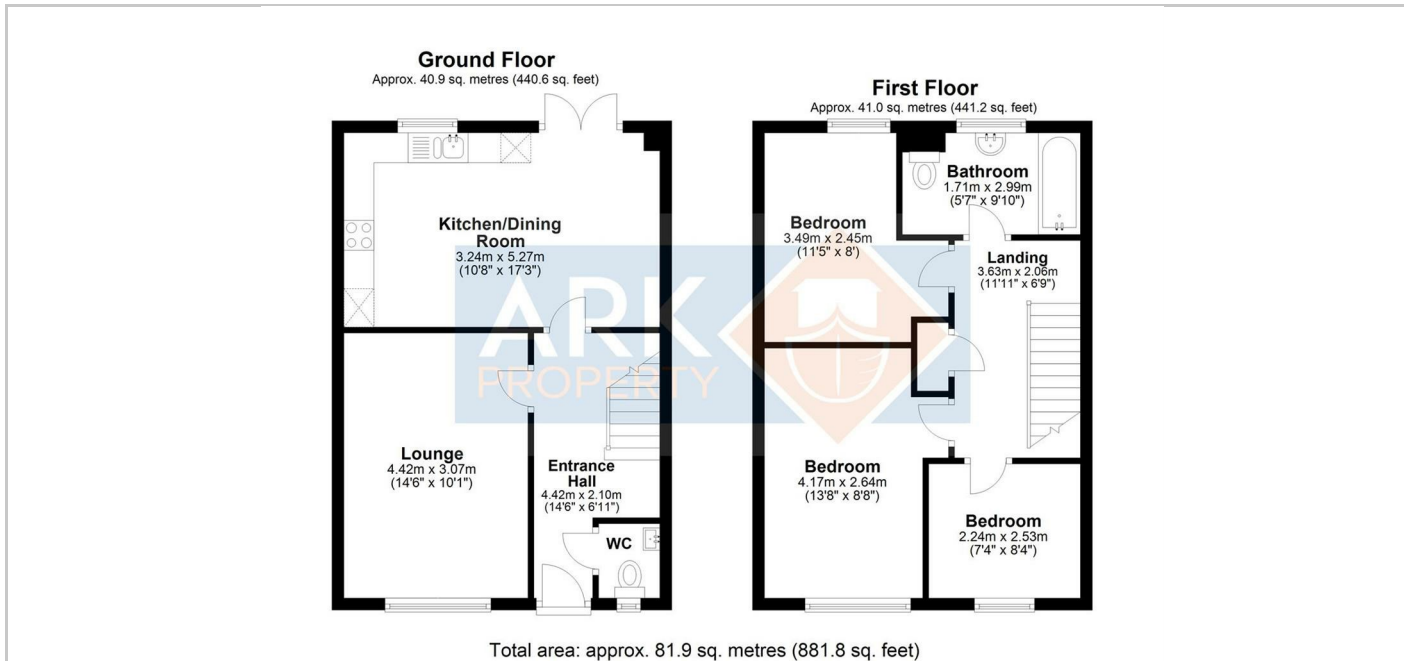 Ground Floor
Approx. 40.9 sq. metres (440.6 sq. feet)
Kitchen/Dining
Room
3.24m x 5.27m
(10'8" x 17'3")
Lounge
4.42m x 3.07m
(14'6" x 10'1")
Entrance
Hall
4.42m x 2.10m
(14'6" x 6'11")
WC
First Floor
Approx. 41.0 sq. metres (441.2 sq. feet)
Bathroom
1.71m x 2.99m
(5'7" x 9'10")
Bedroom
3.49m x 2.45m
(11'5" x 8')
Landing
3.63m x 2.06m
(11'11" x 6'9")
Bedroom
4.17m x 2.64m
(13'8" x 8'8")
Bedroom
2.24m x 2.53m
(7'4" x 8'4")
ARK
PROPERTY
Total area: approx. 81.9 sq. metres (881.8 sq. feet)